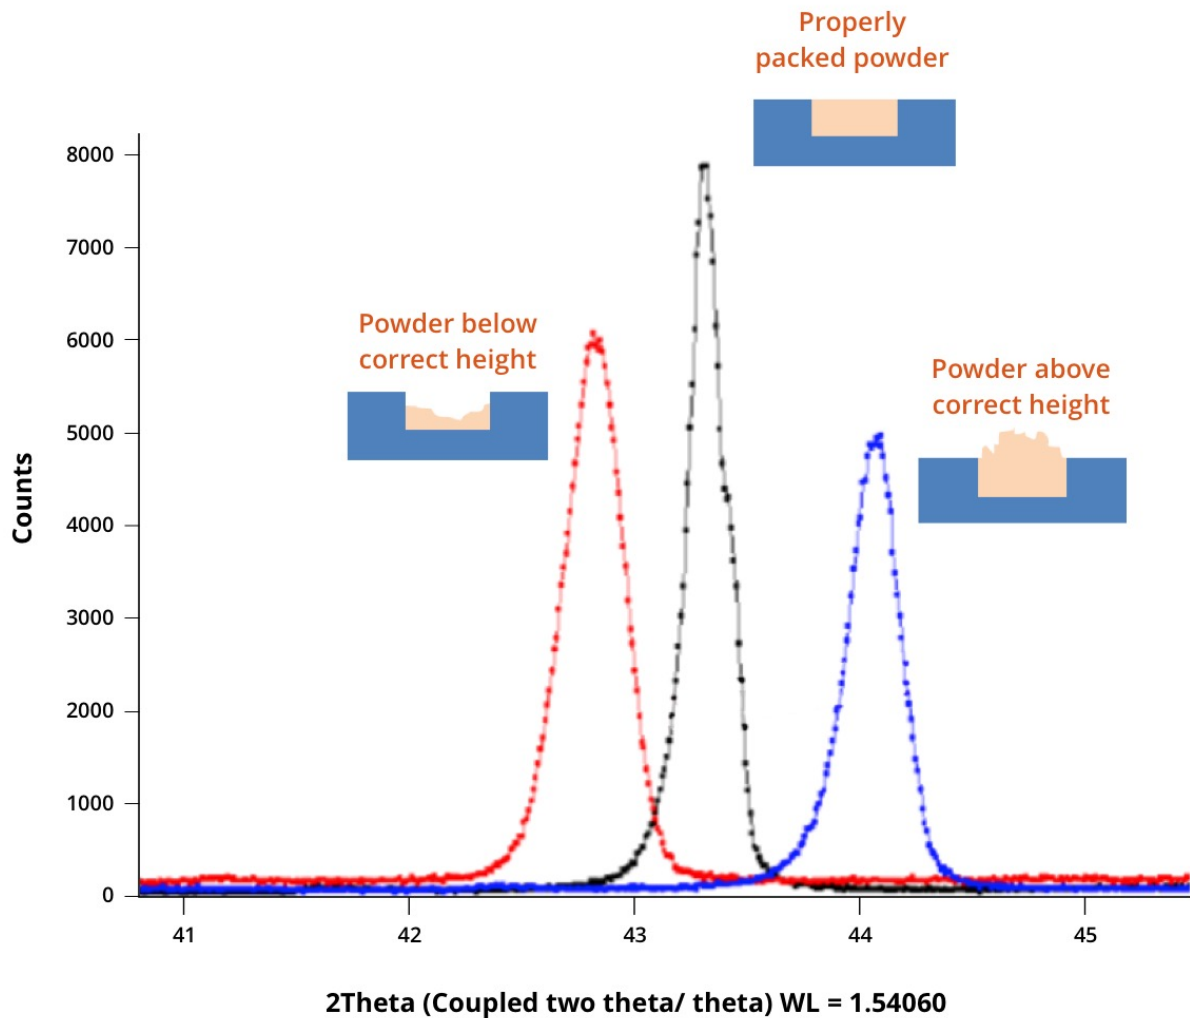 Properly
packed powder
8000
7000
Powder below
correct height
6000
Powder above
correct height
5000
Counts
4000
3000
2000
1000
0
41 42 43 44 45
2Theta (Coupled two theta/ theta) WL = 1.54060